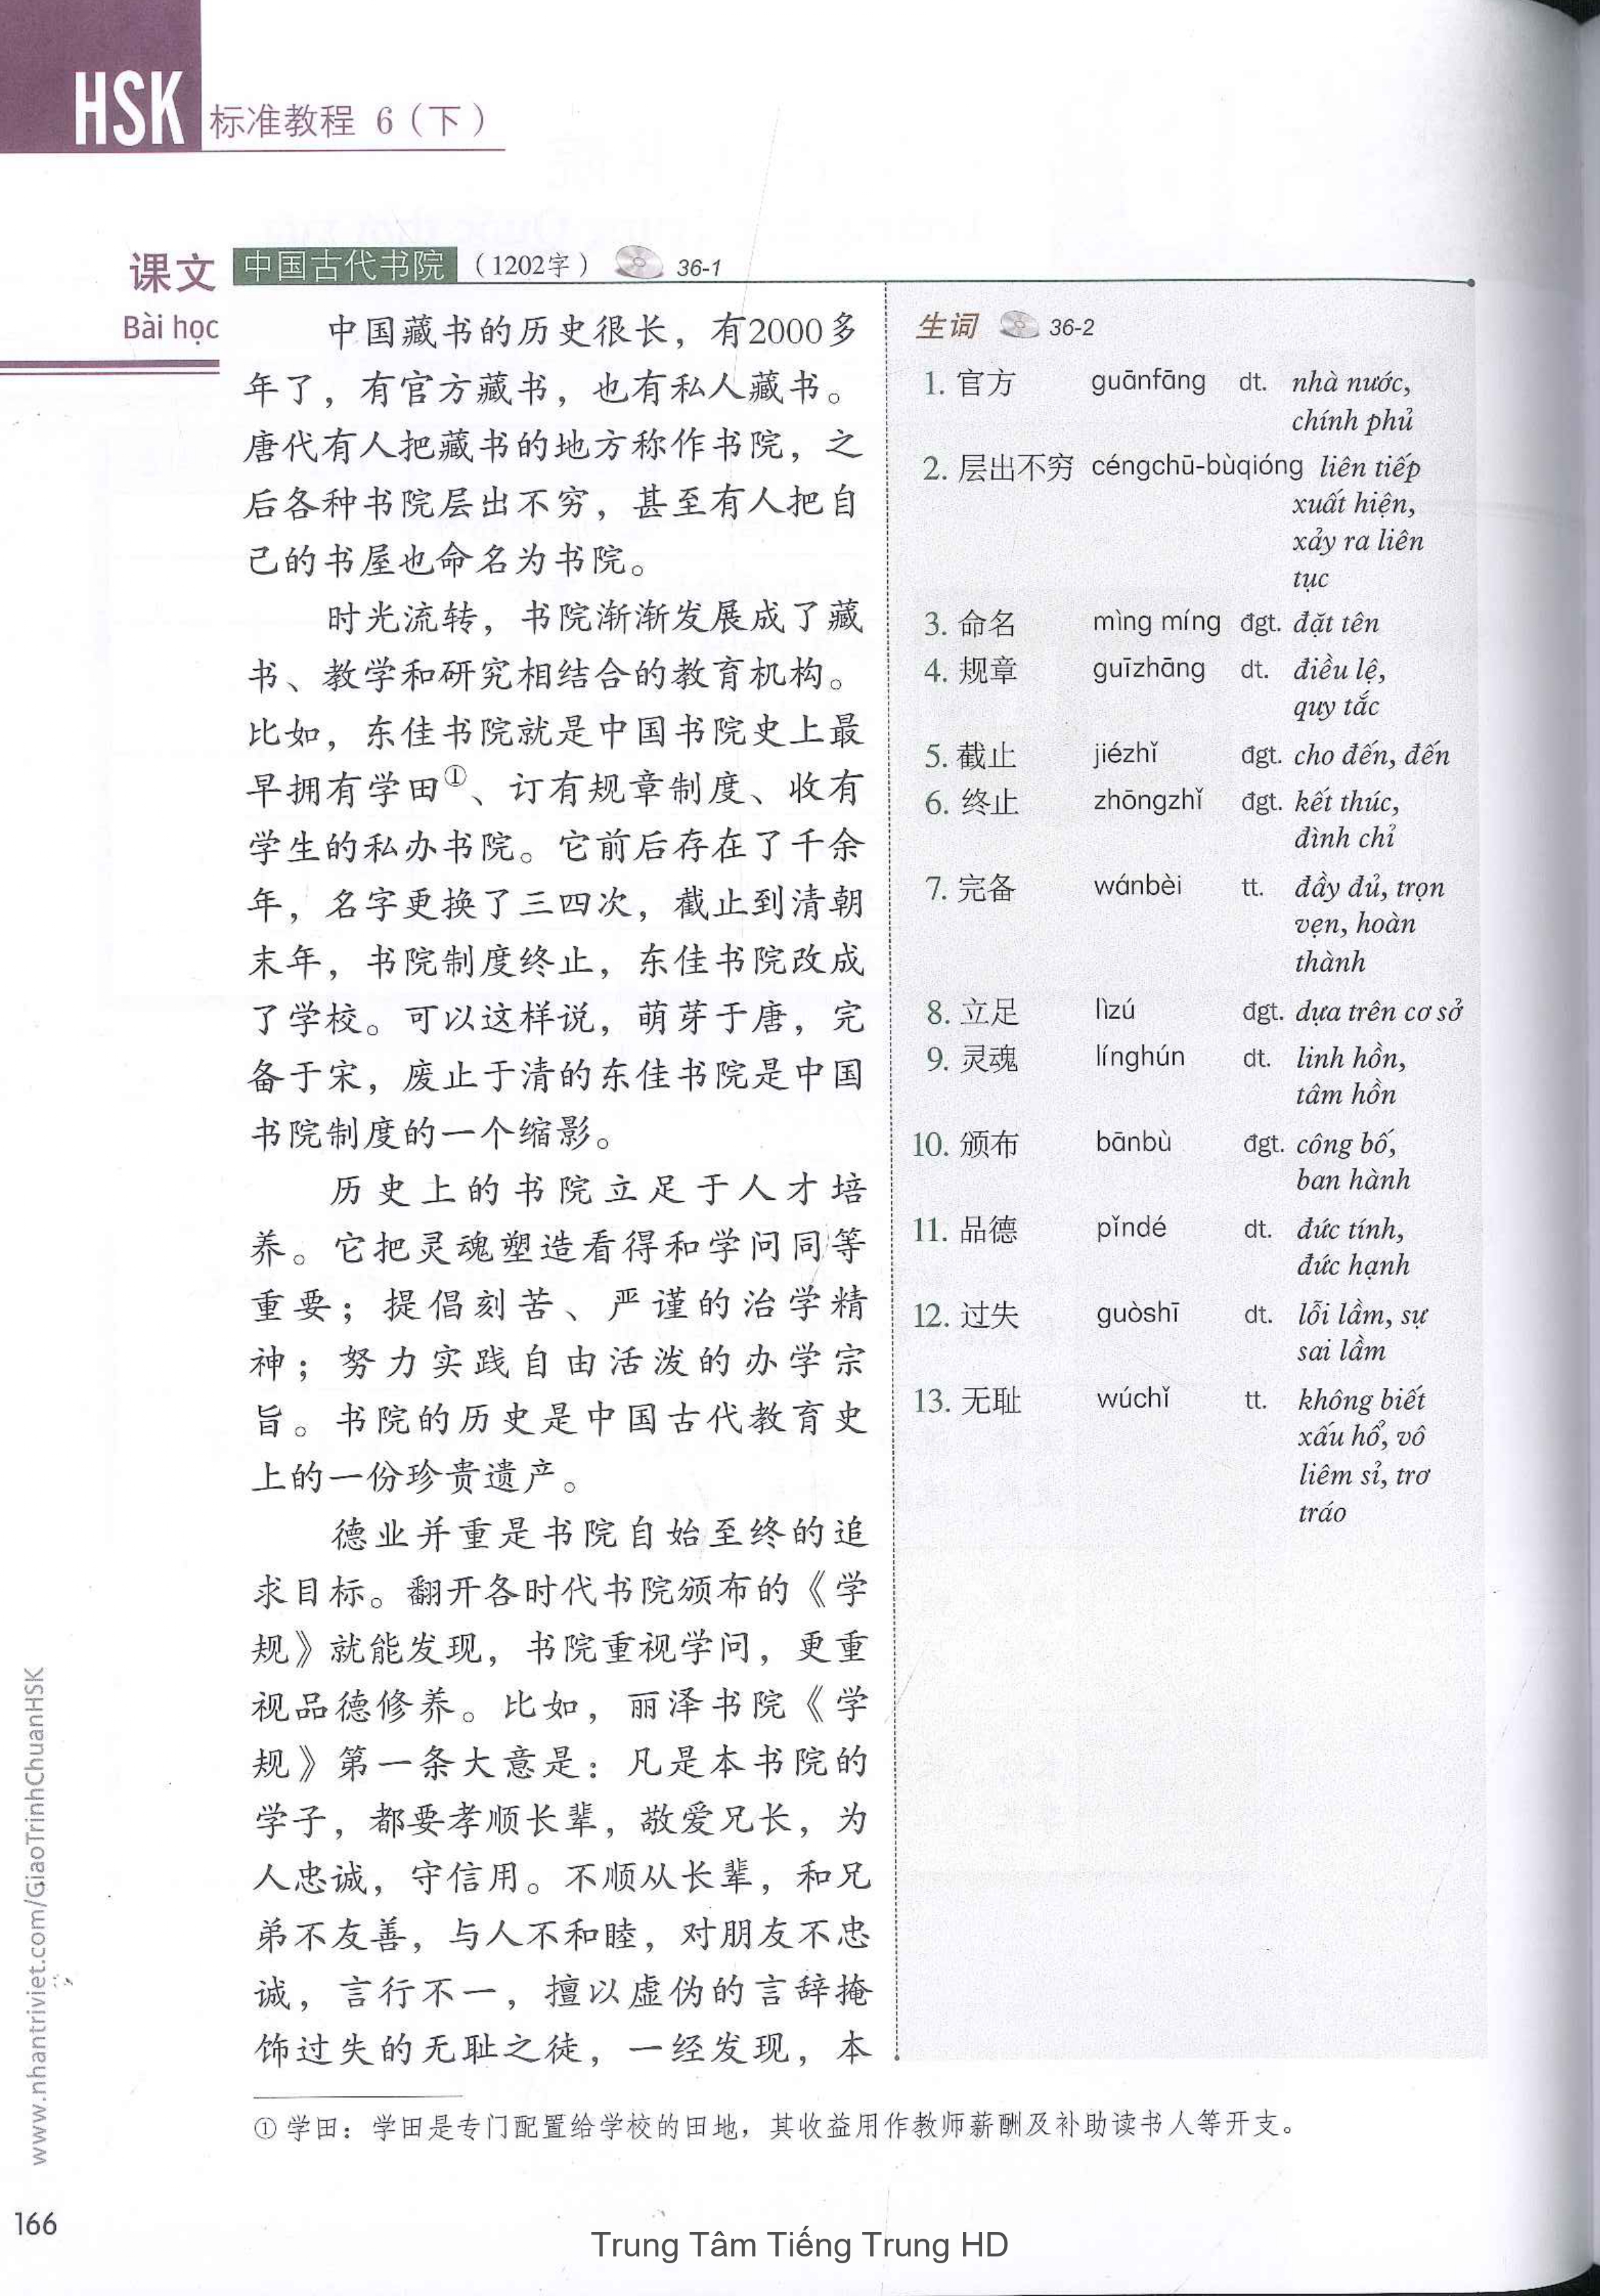 HSK 标准教程 6（下）
课文 中国古代书院 （1202字） 36-1
Bài học
中国藏书的历史很长，有2000多
年了，有官方藏书，也有私人藏书。
唐代有人把藏书的地方称作书院，之
后各种书院层出不穷，甚至有人把自
己的书屋也命名为书院。
时光流转，书院渐渐发展成了藏
书、教学和研究相结合的教育机构。
比如，东佳书院就是中国书院史上最
早拥有学田①、订有规章制度、收有
学生的私办书院。它前后存在了千余
年，名字更换了三四次，截止到清朝
末年，书院制度终止，东佳书院改成
了学校。可以这样说，萌芽于唐，完
备于宋，废止于清的东佳书院是中国
书院制度的一个缩影。
历史上的书院立足于人才培
养。它把灵魂塑造看得和学问同等
重要；提倡刻苦、严谨的治学精
神；努力实践自由活泼的办学宗
旨。书院的历史是中国古代教育史
上的一份珍贵遗产。
德业并重是书院自始至终的追
求目标。翻开各时代书院颁布的《学
规》就能发现，书院重视学问，更重
视品德修养。比如，丽泽书院《学
规》第一条大意是：凡是本书院的
学子，都要孝顺长辈，敬爱兄长，为
人忠诚，守信用。不顺从长辈，和兄
弟不友善，与人不和睦，对朋友不忠
诚，言行不一，擅以虚伪的言辞掩
饰过失的无耻之徒，一经发现，本
生词 36-2
1. 官方 guānfāng dt. nhà nước,
chính phủ
2. 层出不穷 céngchū-bùqióng liên tiếp
xuất hiện,
xảy ra liên
tục
3. 命名 mìng míng đgt. đặt tên
4. 规章 guīzhāng dt. điều lệ,
quy tắc
5. 截止 jiézhǐ đgt. cho đến, đến
6. 终止 zhōngzhǐ đgt. kết thúc,
đình chỉ
7. 完备 wánbèi tt. đầy đủ, trọn
vẹn, hoàn
thành
8. 立足 lìzú đgt. dựa trên cơ sở
9. 灵魂 línghún dt. linh hồn,
tâm hồn
10. 颁布 bānbù đgt. công bố,
ban hành
11. 品德 pǐndé dt. đức tính,
đức hạnh
12. 过失 guòshī dt. lỗi lầm, sự
sai lầm
13. 无耻 wúchǐ tt. không biết
xấu hổ, vô
liêm sỉ, trơ
tráo
① 学田：学田是专门配置给学校的田地，其收益用作教师薪酬及补助读书人等开支。
www.nhantriviet.com/GiaoTrinhChuanHSK
166
Trung Tâm Tiếng Trung HD